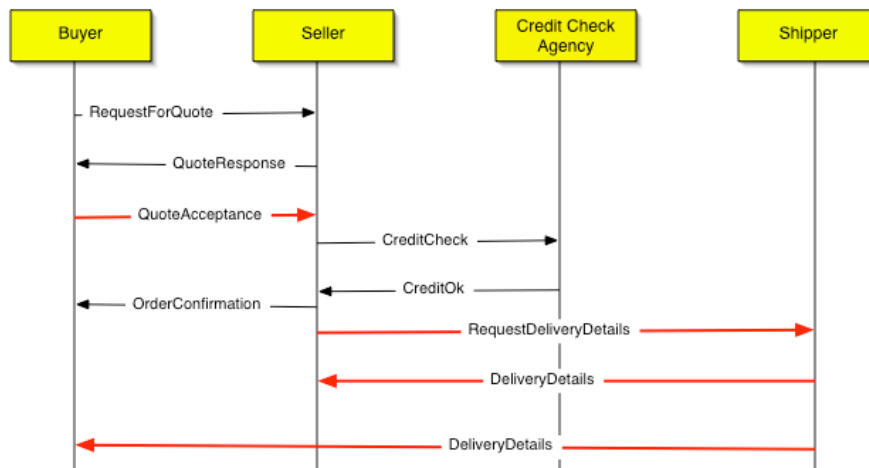 Buyer
Seller
Credit Check
Agency
Shipper
RequestForQuote
QuoteResponse
QuoteAcceptance
CreditCheck
CreditOk
OrderConfirmation
RequestDeliveryDetails
DeliveryDetails
DeliveryDetails